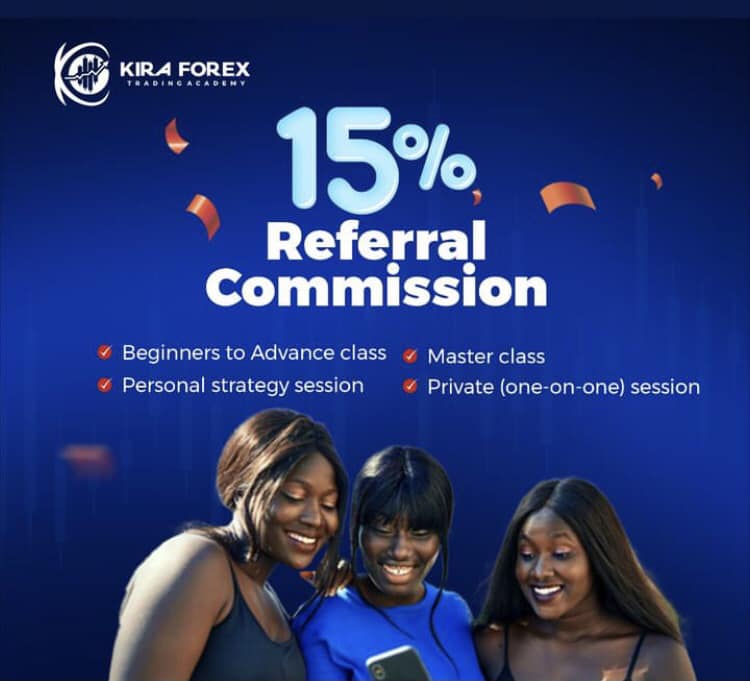 KIRA FOREX
TRADING ACADEMY
15%
Referral
Commission
Beginners to Advance class
Master class
Personal strategy session
Private (one-on-one) session